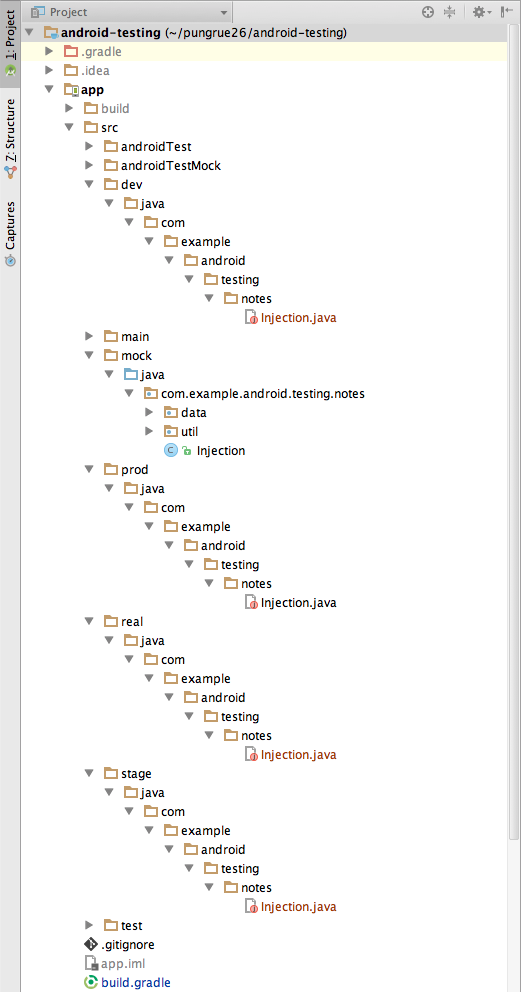 Project
1: Project
Z: Structure
Captures
android-testing (~/pungrue26/android-testing)
.gradle
.idea
app
build
src
androidTest
androidTestMock
dev
java
com
example
android
testing
notes
Injection.java
main
mock
java
com.example.android.testing.notes
data
util
C Injection
prod
java
com
example
android
testing
notes
Injection.java
real
java
com
example
android
testing
notes
Injection.java
stage
java
com
example
android
testing
notes
Injection.java
test
.gitignore
app.iml
build.gradle